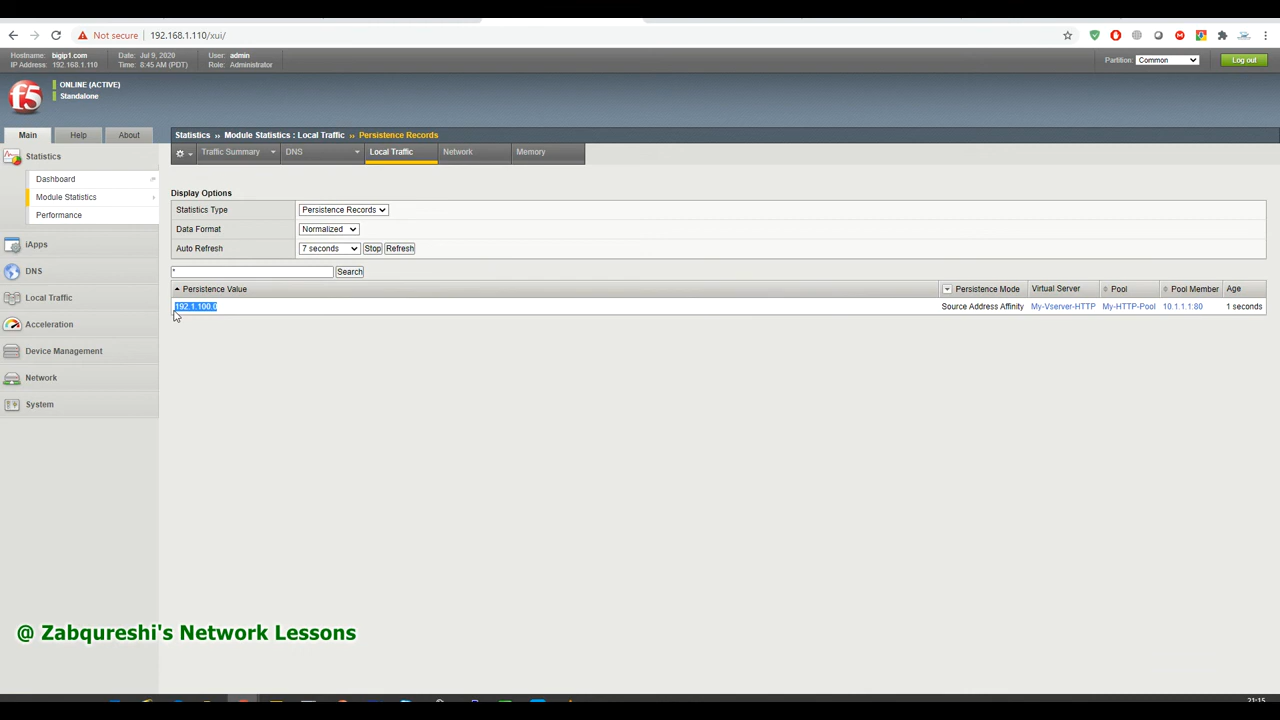 Not secure 192.168.1.110/xui/
Hostname: bigip1.com Date: Jul 9, 2020 User: admin
IP Address: 192.168.1.110 Time: 8:45 AM (PDT) Role: Administrator
Partition: Common Log out
f5 ONLINE (ACTIVE)
Standalone
Main Help About
Statistics » Module Statistics : Local Traffic » Persistence Records
Traffic Summary DNS Local Traffic Network Memory
Statistics
Dashboard
Module Statistics
Performance
iApps
DNS
Local Traffic
Acceleration
Device Management
Network
System
Display Options
Statistics Type Persistence Records
Data Format Normalized
Auto Refresh 7 seconds Stop Refresh
* Search
Persistence Value Persistence Mode Virtual Server Pool Pool Member Age
192.1.100.0 Source Address Affinity My-Vserver-HTTP My-HTTP-Pool 10.1.1.1:80 1 seconds
@ Zabqureshi's Network Lessons
21:15